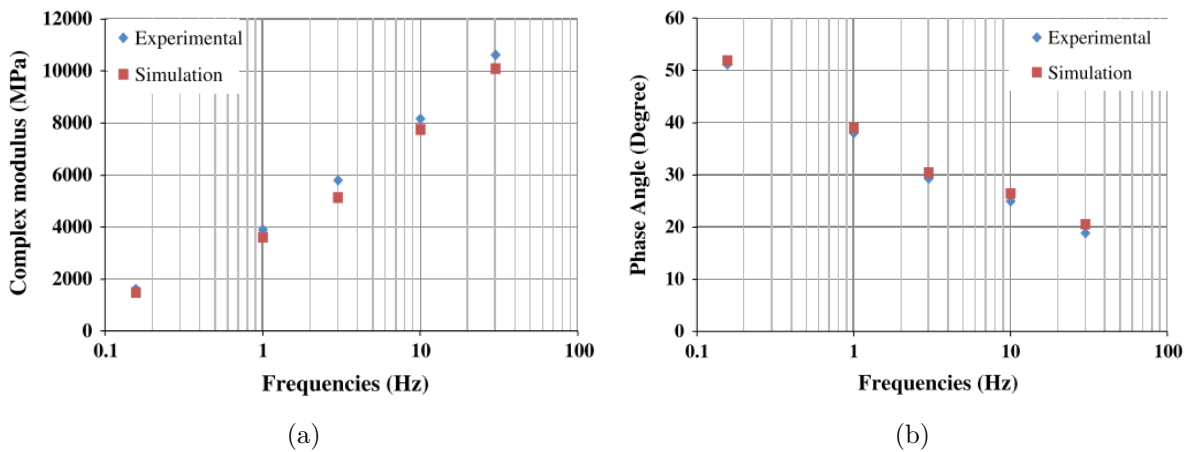 12000
10000
8000
6000
4000
2000
0
Complex modulus (MPa)
Experimental
Simulation
0.1 1 10 100
Frequencies (Hz)
(a)
60
50
40
30
20
10
0
Phase Angle (Degree)
Experimental
Simulation
0.1 1 10 100
Frequencies (Hz)
(b)